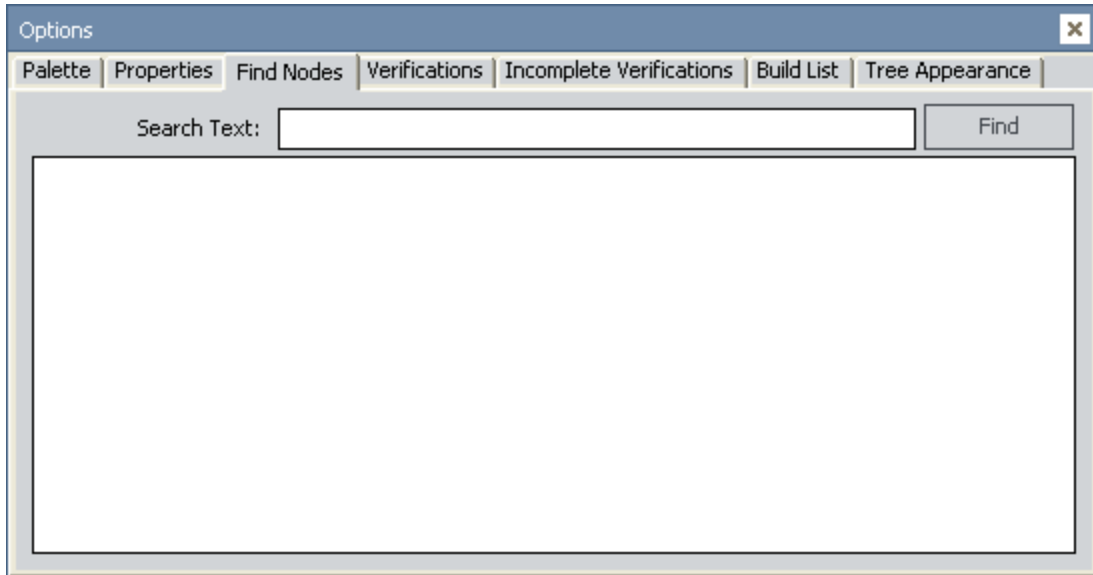 Options
Palette Properties Find Nodes Verifications Incomplete Verifications Build List Tree Appearance
Search Text: Find